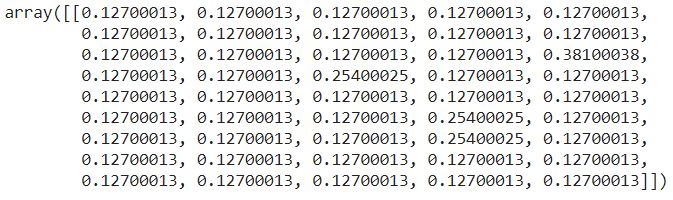 array([[0.12700013, 0.12700013, 0.12700013, 0.12700013, 0.12700013,
0.12700013, 0.12700013, 0.12700013, 0.12700013, 0.12700013,
0.12700013, 0.12700013, 0.12700013, 0.12700013, 0.38100038,
0.12700013, 0.12700013, 0.25400025, 0.12700013, 0.12700013,
0.12700013, 0.12700013, 0.12700013, 0.12700013, 0.12700013,
0.12700013, 0.12700013, 0.12700013, 0.25400025, 0.12700013,
0.12700013, 0.12700013, 0.12700013, 0.25400025, 0.12700013,
0.12700013, 0.12700013, 0.12700013, 0.12700013, 0.12700013,
0.12700013, 0.12700013, 0.12700013, 0.12700013, 0.12700013]])